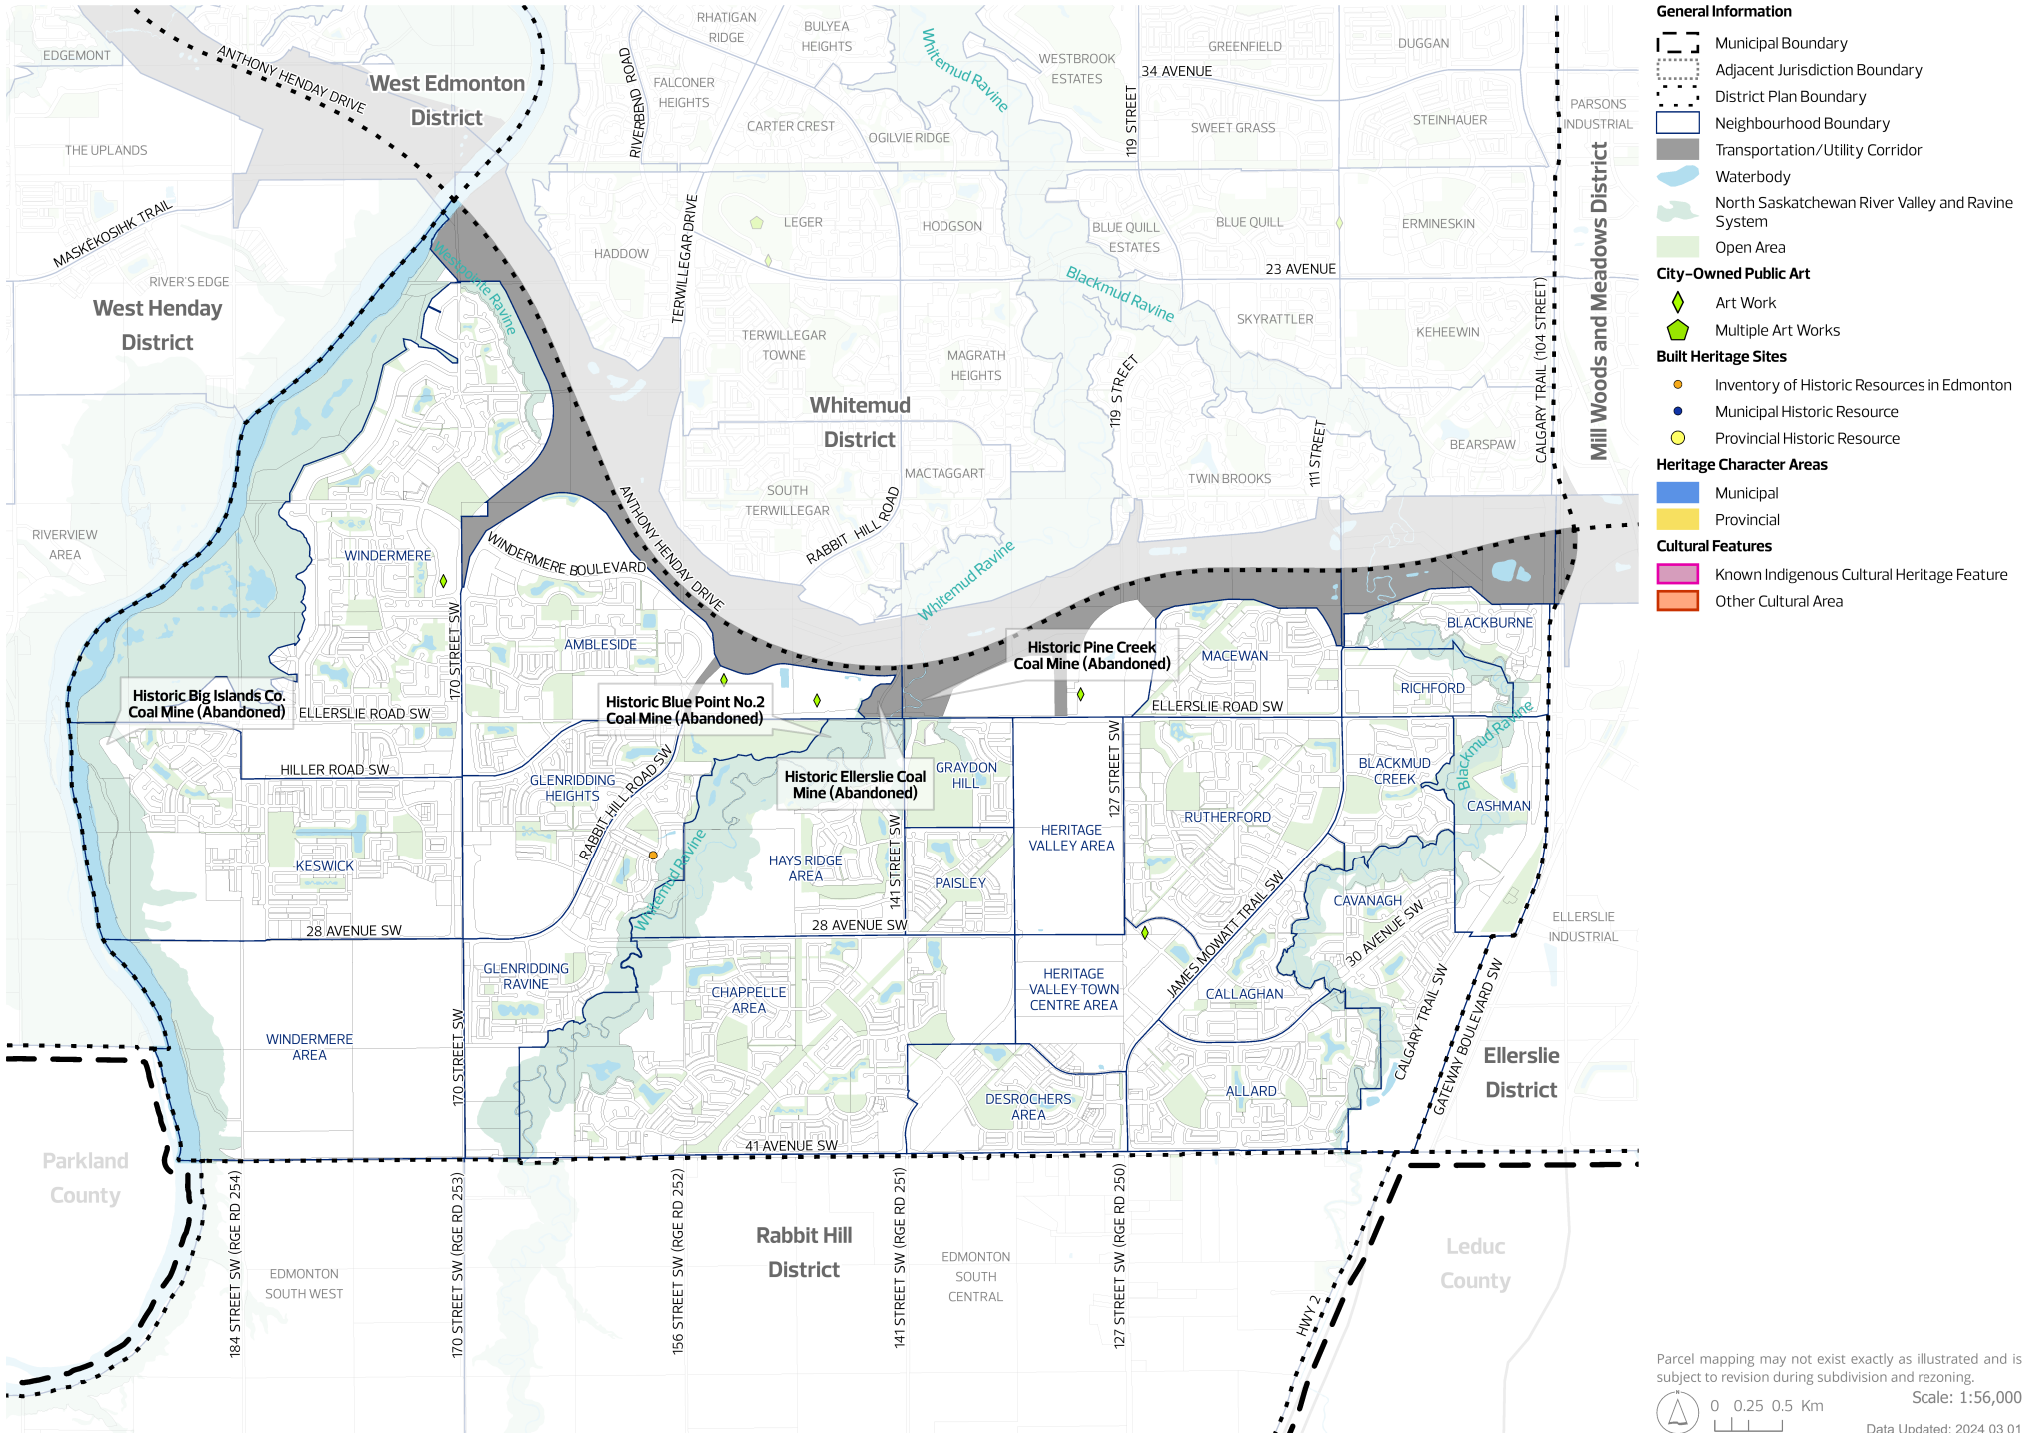 EDGEMONT
ANTHONY HENDAY DRIVE
THE UPLANDS
MASKÊKOSIHK TRAIL
RIVER'S EDGE
West Henday
District
West Edmonton
District
RIVERBEND ROAD
RHATIGAN
RIDGE
BULYEA
HEIGHTS
FALCONER
HEIGHTS
CARTER CREST
OGILVIE RIDGE
Whitemud Ravine
WESTBROOK
ESTATES
119 STREET
34 AVENUE
GREENFIELD
DUGGAN
SWEET GRASS
STEINHAUER
PARSONS
INDUSTRIAL
Mill Woods and Meadows District
HADDOW
TERWILLEGAR DRIVE
LEGER
HODGSON
BLUE QUILL
ESTATES
BLUE QUILL
ERMINESKIN
23 AVENUE
Blackmud Ravine
Westpointe Ravine
TERWILLEGAR
TOWNE
MAGRATH
HEIGHTS
SKYRATTLER
KEHEEWIN
CALGARY TRAIL (104 STREET)
119 STREET
Whitemud
District
111 STREET
BEARSPAW
MACTAGGART
TWIN BROOKS
SOUTH
TERWILLEGAR
RABBIT HILL ROAD
RIVERVIEW
AREA
WINDERMERE
WINDERMERE BOULEVARD
ANTHONY HENDAY DRIVE
Whitemud Ravine
170 STREET SW
AMBLESIDE
Historic Pine Creek
Coal Mine (Abandoned)
MACEWAN
BLACKBURNE
RICHFORD
Historic Big Islands Co.
Coal Mine (Abandoned)
ELLERSLIE ROAD SW
Historic Blue Point No.2
Coal Mine (Abandoned)
ELLERSLIE ROAD SW
Blackmud Ravine
HILLER ROAD SW
GLENRIDDING
HEIGHTS
RABBIT HILL ROAD SW
Historic Ellerslie Coal
Mine (Abandoned)
GRAYDON
HILL
127 STREET SW
BLACKMUD
CREEK
CASHMAN
RUTHERFORD
HERITAGE
VALLEY AREA
KESWICK
Whitemud Ravine
HAYS RIDGE
AREA
141 STREET SW
PAISLEY
CAVANAGH
JAMES MOWATT TRAIL SW
30 AVENUE SW
28 AVENUE SW
28 AVENUE SW
ELLERSLIE
INDUSTRIAL
GLENRIDDING
RAVINE
CHAPPELLE
AREA
HERITAGE
VALLEY TOWN
CENTRE AREA
CALLAGHAN
CALGARY TRAIL SW
GATEWAY BOULEVARD SW
WINDERMERE
AREA
170 STREET SW
Ellerslie
District
DESROCHERS
AREA
ALLARD
41 AVENUE SW
Parkland
County
184 STREET SW (RGE RD 254)
170 STREET SW (RGE RD 253)
156 STREET SW (RGE RD 252)
141 STREET SW (RGE RD 251)
127 STREET SW (RGE RD 250)
Rabbit Hill
District
EDMONTON
SOUTH WEST
EDMONTON
SOUTH
CENTRAL
HWY 2
Leduc
County
General Information
Municipal Boundary
Adjacent Jurisdiction Boundary
District Plan Boundary
Neighbourhood Boundary
Transportation/Utility Corridor
Waterbody
North Saskatchewan River Valley and Ravine
System
Open Area
City-Owned Public Art
Art Work
Multiple Art Works
Built Heritage Sites
Inventory of Historic Resources in Edmonton
Municipal Historic Resource
Provincial Historic Resource
Heritage Character Areas
Municipal
Provincial
Cultural Features
Known Indigenous Cultural Heritage Feature
Other Cultural Area
Parcel mapping may not exist exactly as illustrated and is
subject to revision during subdivision and rezoning.
Scale: 1:56,000
N
0 0.25 0.5 Km
Data Updated: 2024 03 01